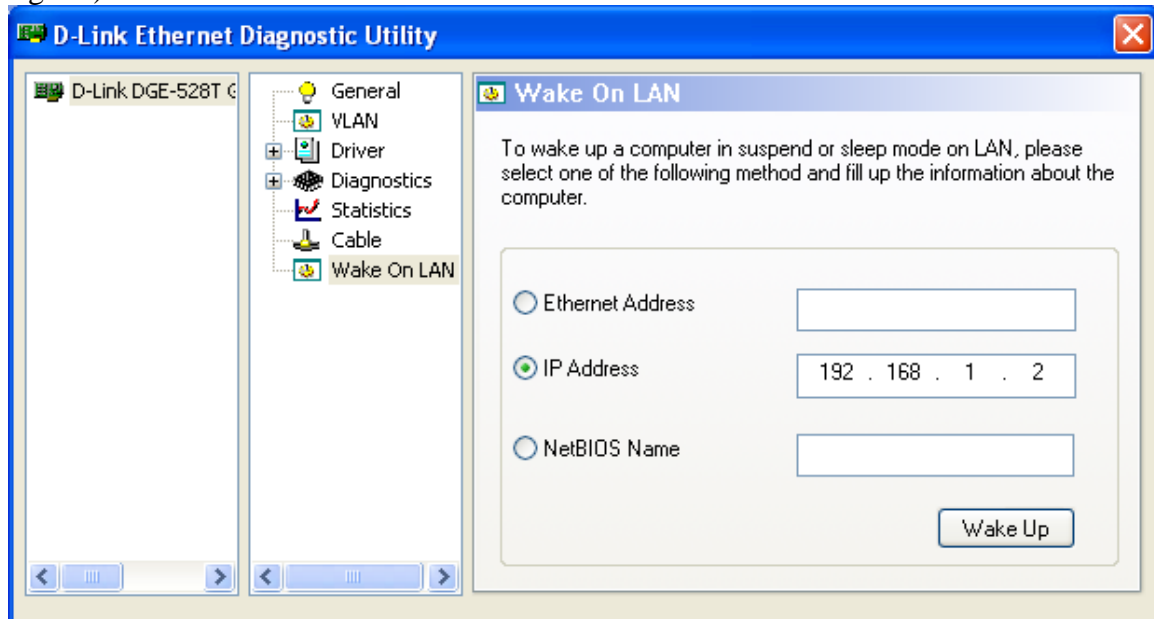 D-Link Ethernet Diagnostic Utility
D-Link DGE-528T
General
VLAN
Driver
Diagnostics
Statistics
Cable
Wake On LAN
Wake On LAN
To wake up a computer in suspend or sleep mode on LAN, please
select one of the following method and fill up the information about the
computer.
Ethernet Address
IP Address
192 . 168 . 1 . 2
NetBIOS Name
Wake Up